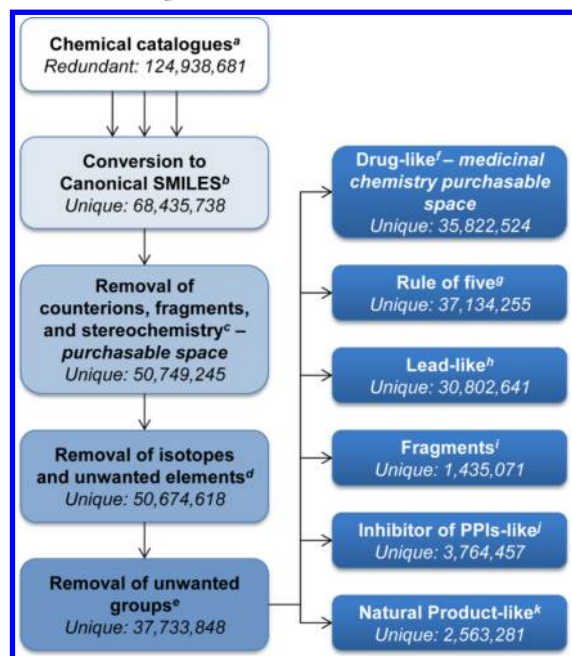 Chemical catalogues^a
Redundant: 124,938,681
Conversion to
Canonical SMILES^b
Unique: 68,435,738
Removal of
counterions, fragments,
and stereochemistry^c –
purchasable space
Unique: 50,749,245
Removal of isotopes
and unwanted elements^d
Unique: 50,674,618
Removal of unwanted
groups^e
Unique: 37,733,848
Drug-like^f – medicinal
chemistry purchasable
space
Unique: 35,822,524
Rule of five^g
Unique: 37,134,255
Lead-like^h
Unique: 30,802,641
Fragments^i
Unique: 1,435,071
Inhibitor of PPIs-like^j
Unique: 3,764,457
Natural Product-like^k
Unique: 2,563,281